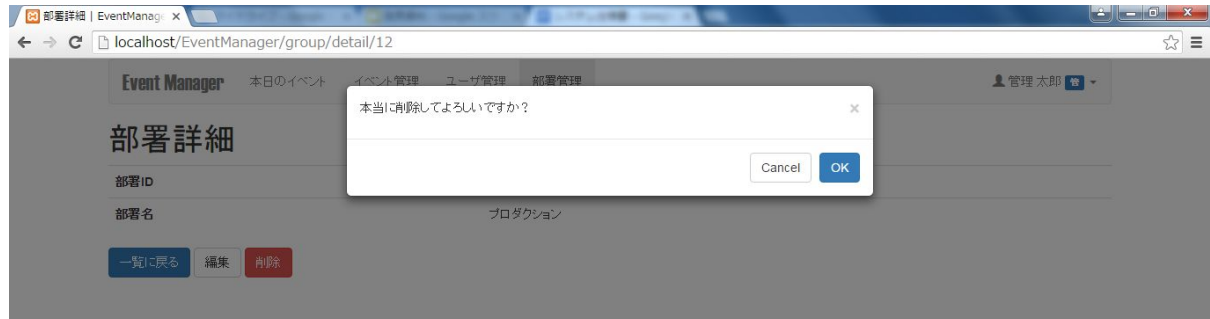 部署詳細 | EventManage
localhost/EventManager/group/detail/12
Event Manager 本日のイベント イベント管理 ユーザ管理 部署管理 管理 太郎 管
本当に削除してよろしいですか？ ×
Cancel OK
部署詳細
部署ID
部署名 プロダクション
一覧に戻る 編集 削除